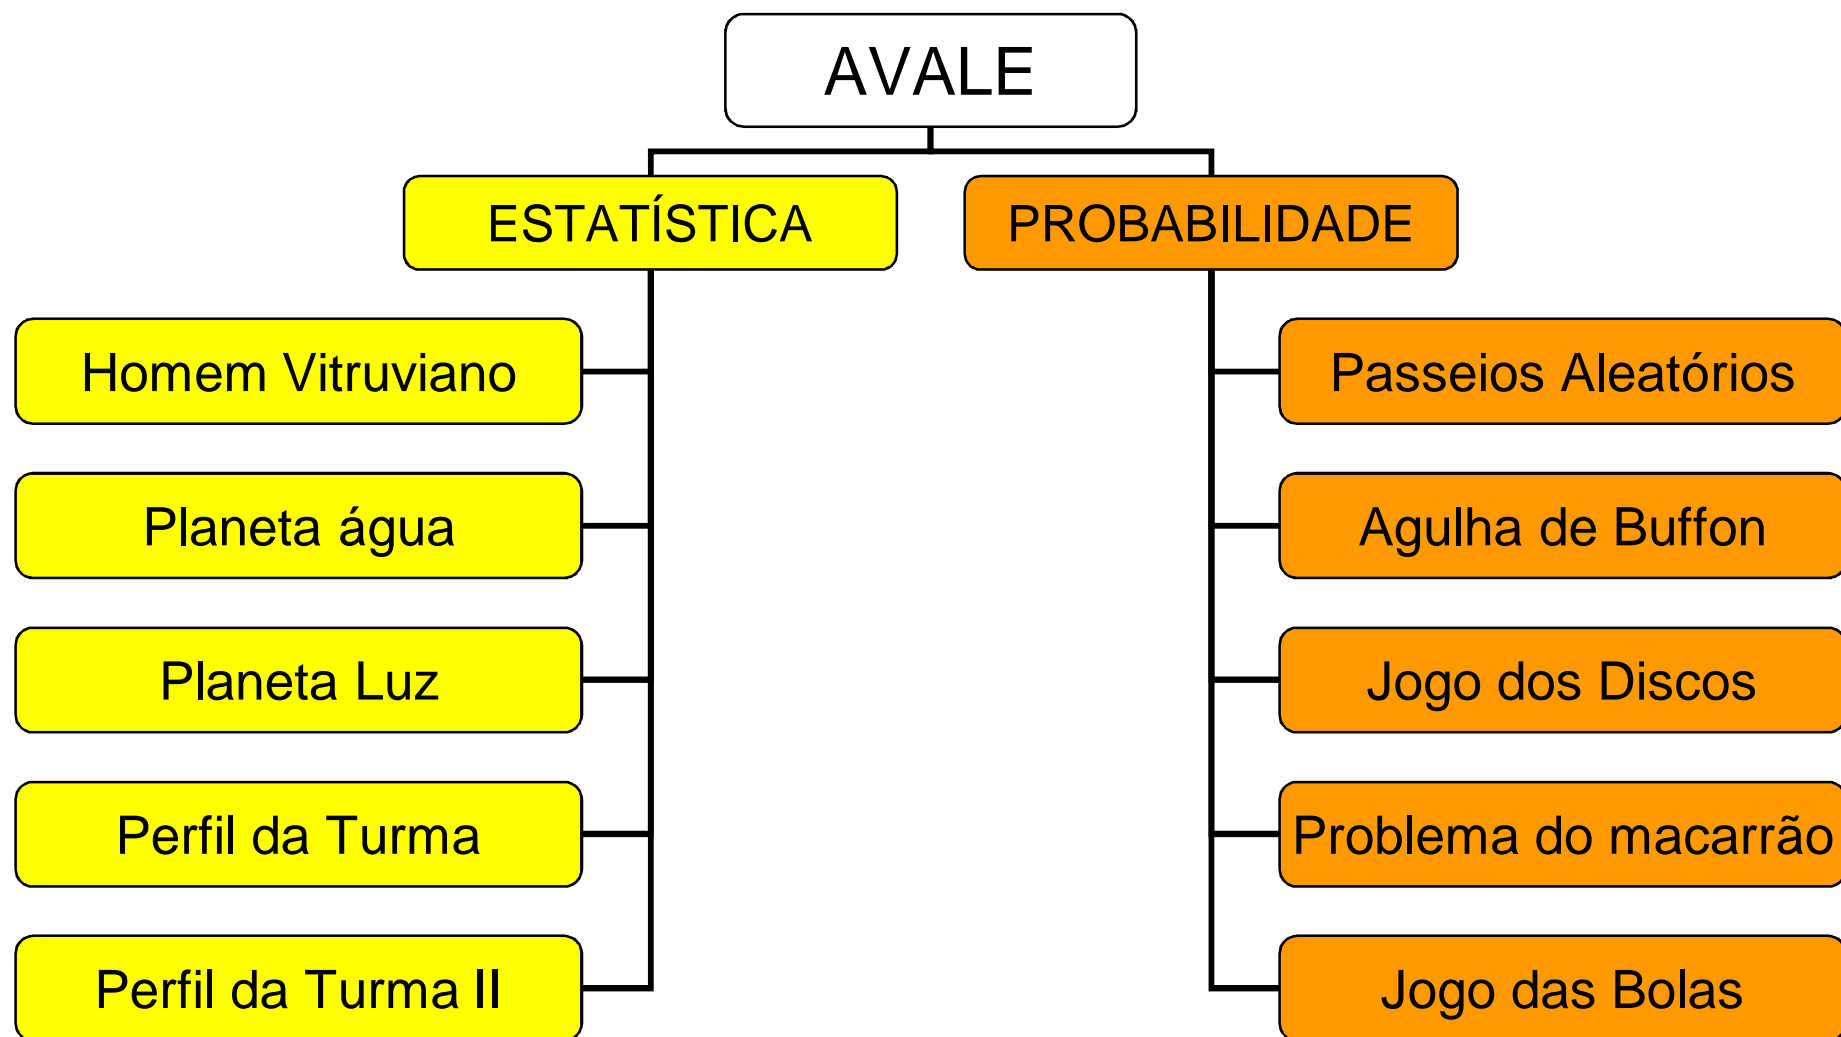 AVALE
ESTATÍSTICA
PROBABILIDADE
Homem Vitruviano
Passeios Aleatórios
Planeta água
Agulha de Buffon
Planeta Luz
Jogo dos Discos
Perfil da Turma
Problema do macarrão
Perfil da Turma II
Jogo das Bolas